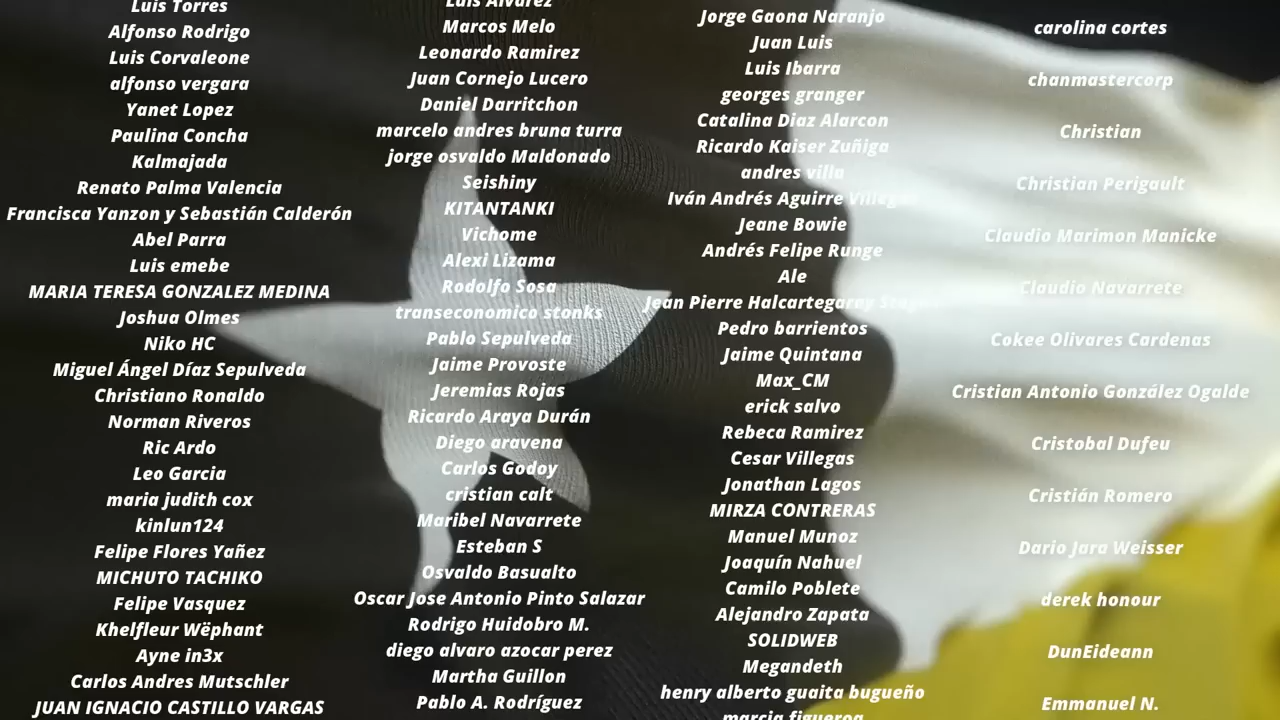 Luis Torres
Alfonso Rodrigo
Luis Corvaleone
alfonso vergara
Yanet Lopez
Paulina Concha
Kalmajada
Renato Palma Valencia
Francisca Yanzon y Sebastián Calderón
Abel Parra
Luis emebe
MARIA TERESA GONZALEZ MEDINA
Joshua Olmes
Niko HC
Miguel Ángel Díaz Sepulveda
Christiano Ronaldo
Norman Riveros
Ric Ardo
Leo Garcia
maria judith cox
kinlun124
Felipe Flores Yañez
MICHUTO TACHIKO
Felipe Vasquez
Khelfleur Wëphant
Ayne in3x
Carlos Andres Mutschler
JUAN IGNACIO CASTILLO VARGAS
Luis Alvarez
Marcos Melo
Leonardo Ramirez
Juan Cornejo Lucero
Daniel Darritchon
marcelo andres bruna turra
jorge osvaldo Maldonado
Seishiny
KITANTANKI
Vichome
Alexi Lizama
Rodolfo Sosa
transeconomico stonks
Pablo Sepulveda
Jaime Provoste
Jeremias Rojas
Ricardo Araya Durán
Diego aravena
Carlos Godoy
cristian calt
Maribel Navarrete
Esteban S
Osvaldo Basualto
Oscar Jose Antonio Pinto Salazar
Rodrigo Huidobro M.
diego alvaro azocar perez
Martha Guillon
Pablo A. Rodríguez
Jorge Gaona Naranjo
Juan Luis
Luis Ibarra
georges granger
Catalina Diaz Alarcon
Ricardo Kaiser Zuñiga
andres villa
Iván Andrés Aguirre Villegas
Jeane Bowie
Andrés Felipe Runge
Ale
Jean Pierre Halcartegaray
Pedro barrientos
Jaime Quintana
Max_CM
erick salvo
Rebeca Ramirez
Cesar Villegas
Jonathan Lagos
MIRZA CONTRERAS
Manuel Munoz
Joaquín Nahuel
Camilo Poblete
Alejandro Zapata
SOLIDWEB
Megandeth
henry alberto guaita bugueño
marcia figueroa
carolina cortes
chanmastercorp
Christian
Christian Perigault
Claudio Marimon Manicke
Claudio Navarrete
Cokee Olivares Cardenas
Cristian Antonio González Ogalde
Cristobal Dufeu
Cristián Romero
Dario Jara Weisser
derek honour
DunEideann
Emmanuel N.